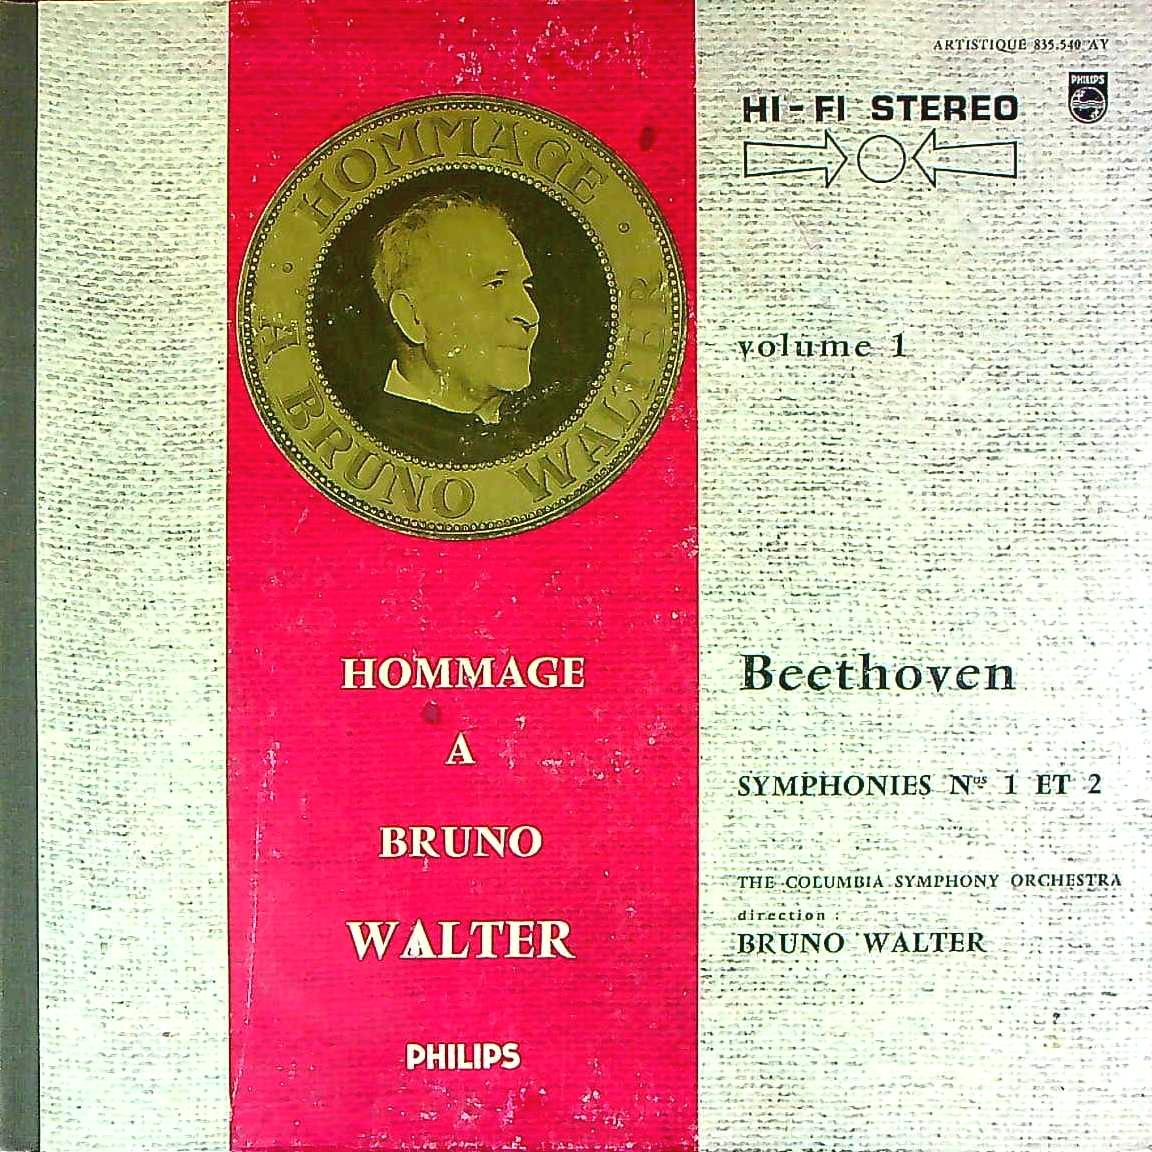 ARTISTIQUE 835.540 AY
PHILIPS
HI-FI STEREO
HOMMAGE
A BRUNO WALTER
volume 1
HOMMAGE
A
BRUNO
WALTER
PHILIPS
Beethoven
SYMPHONIES Nos 1 ET 2
THE COLUMBIA SYMPHONY ORCHESTRA
direction :
BRUNO WALTER